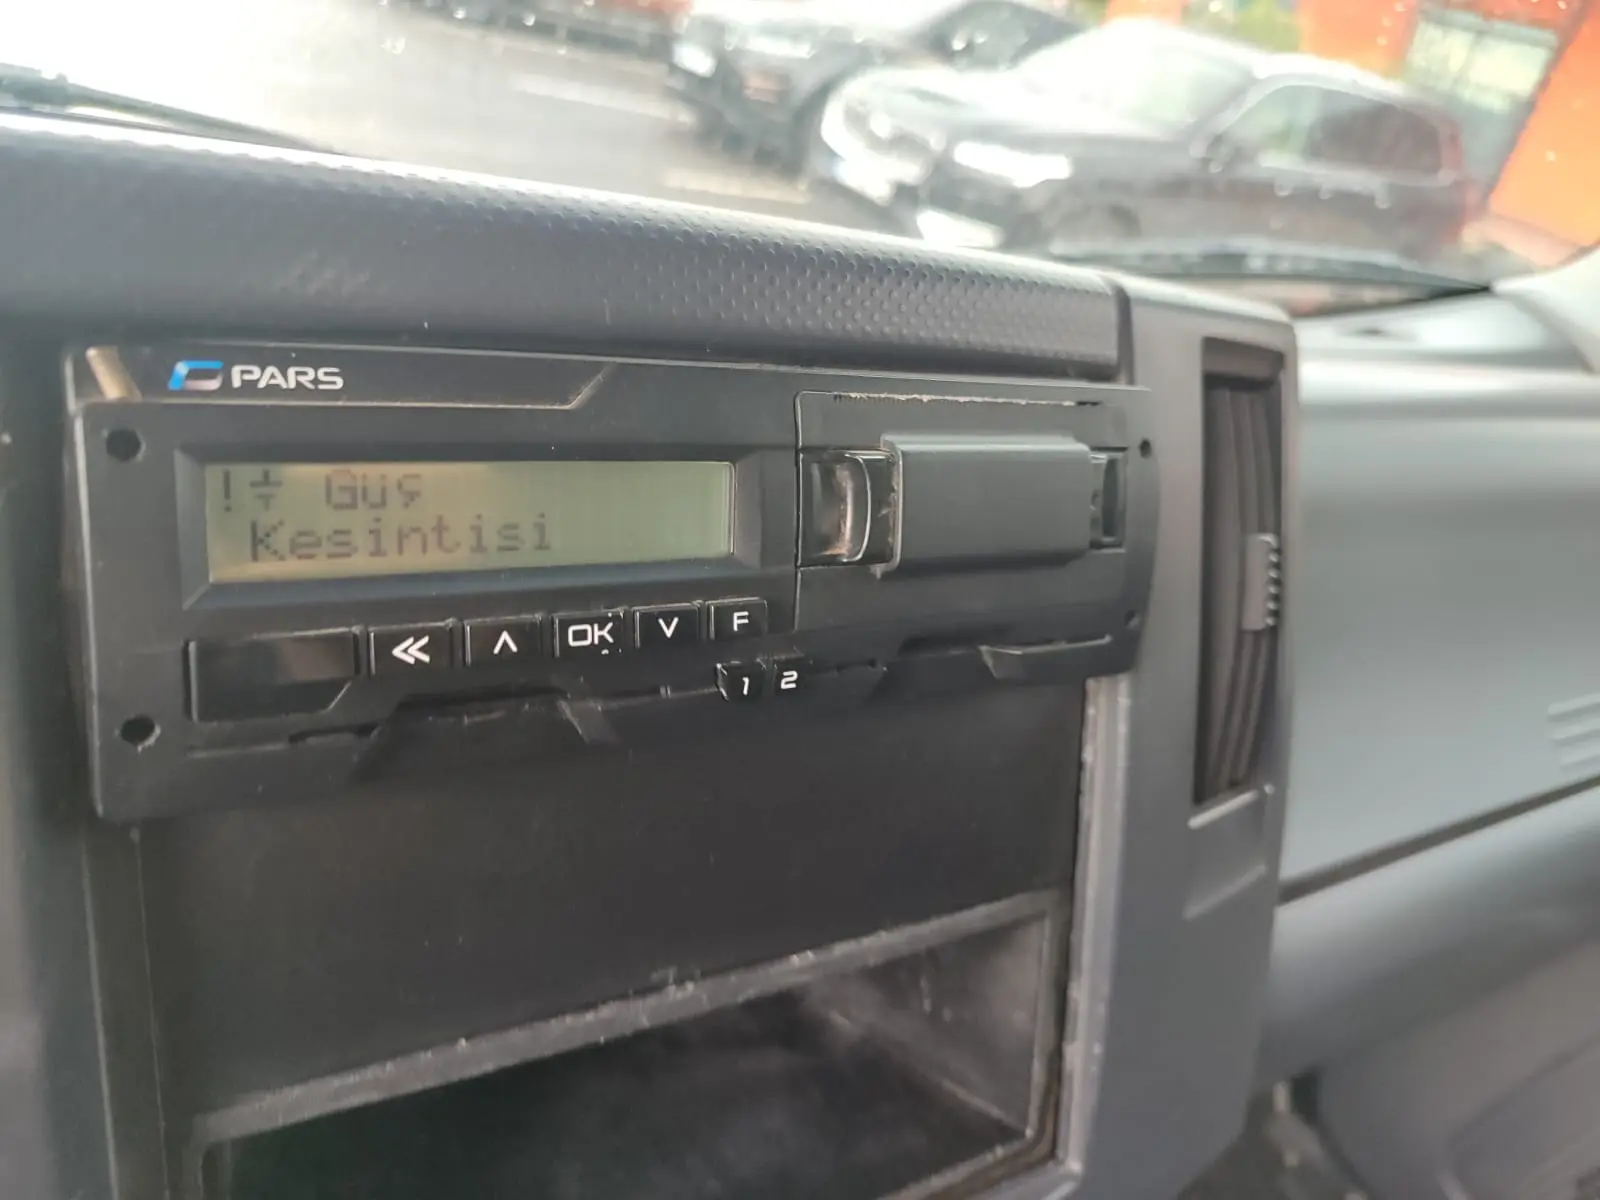 PARS
!÷ Güç
Kesintisi
OK
F
1 2